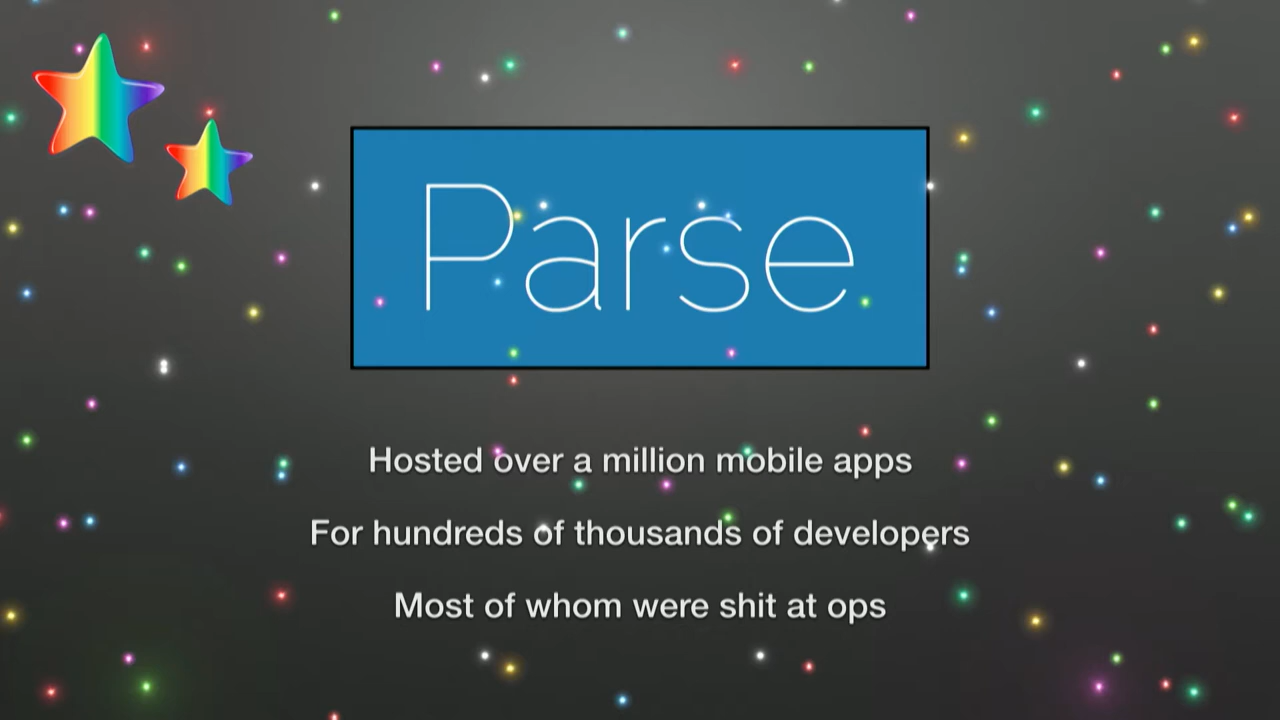 Parse
Hosted over a million mobile apps
For hundreds of thousands of developers
Most of whom were shit at ops